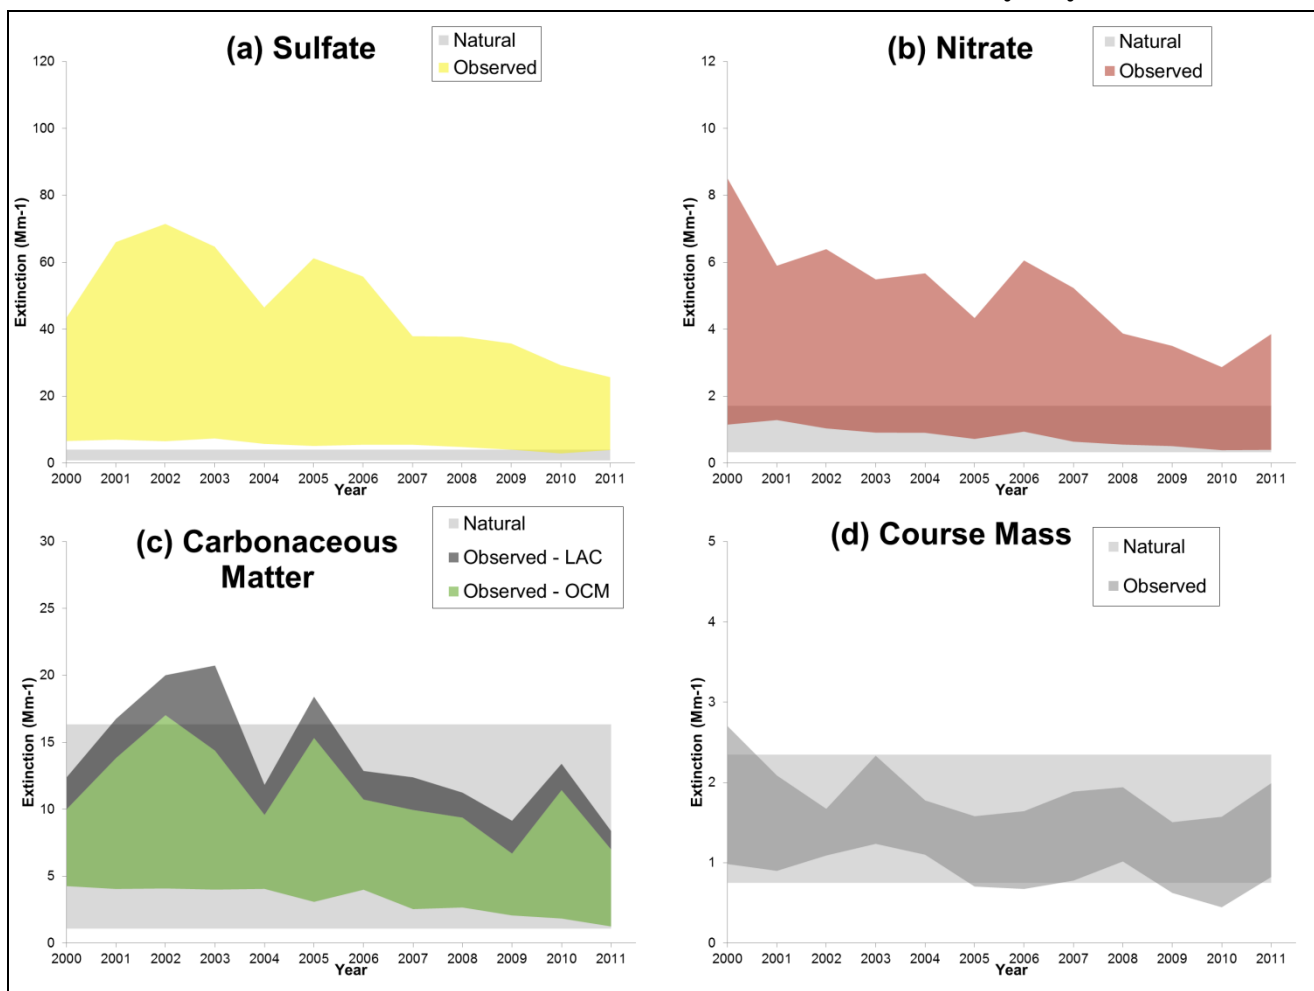 (a) Sulfate
Natural
Observed
120
100
80
60
40
20
0
Extinction (Mm-1)
2000 2001 2002 2003 2004 2005 2006 2007 2008 2009 2010 2011
Year
(b) Nitrate
Natural
Observed
12
10
8
6
4
2
0
Extinction (Mm-1)
2000 2001 2002 2003 2004 2005 2006 2007 2008 2009 2010 2011
Year
(c) Carbonaceous
Matter
Natural
Observed - LAC
Observed - OCM
30
25
20
15
10
5
0
Extinction (Mm-1)
2000 2001 2002 2003 2004 2005 2006 2007 2008 2009 2010 2011
Year
(d) Course Mass
Natural
Observed
5
4
3
2
1
0
Extinction (Mm-1)
2000 2001 2002 2003 2004 2005 2006 2007 2008 2009 2010 2011
Year